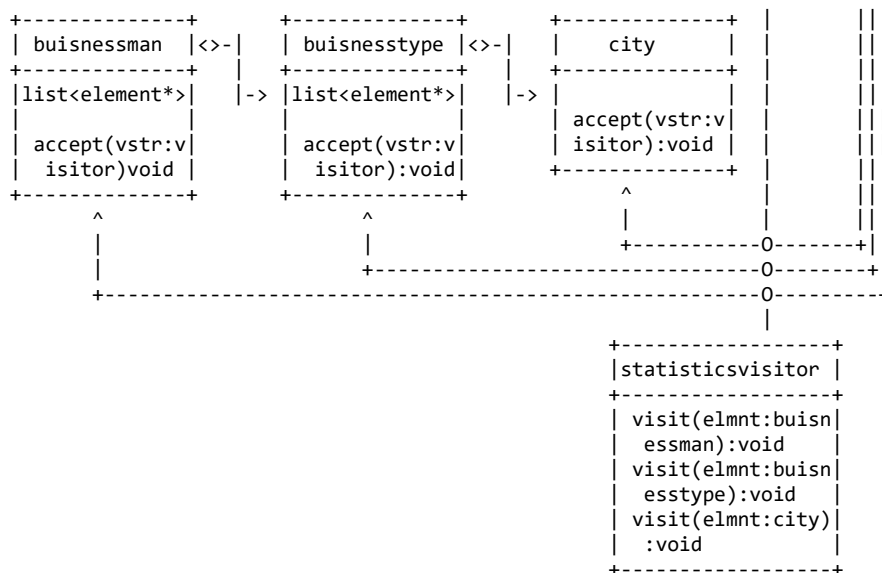 buisnessman
buisnesstype
city
list<element*>
list<element*>
accept(vstr:v
isitor)void
accept(vstr:v
isitor):void
accept(vstr:v
isitor):void
statisticsvisitor
visit(elmnt:buisn
essman):void
visit(elmnt:buisn
esstype):void
visit(elmnt:city)
:void